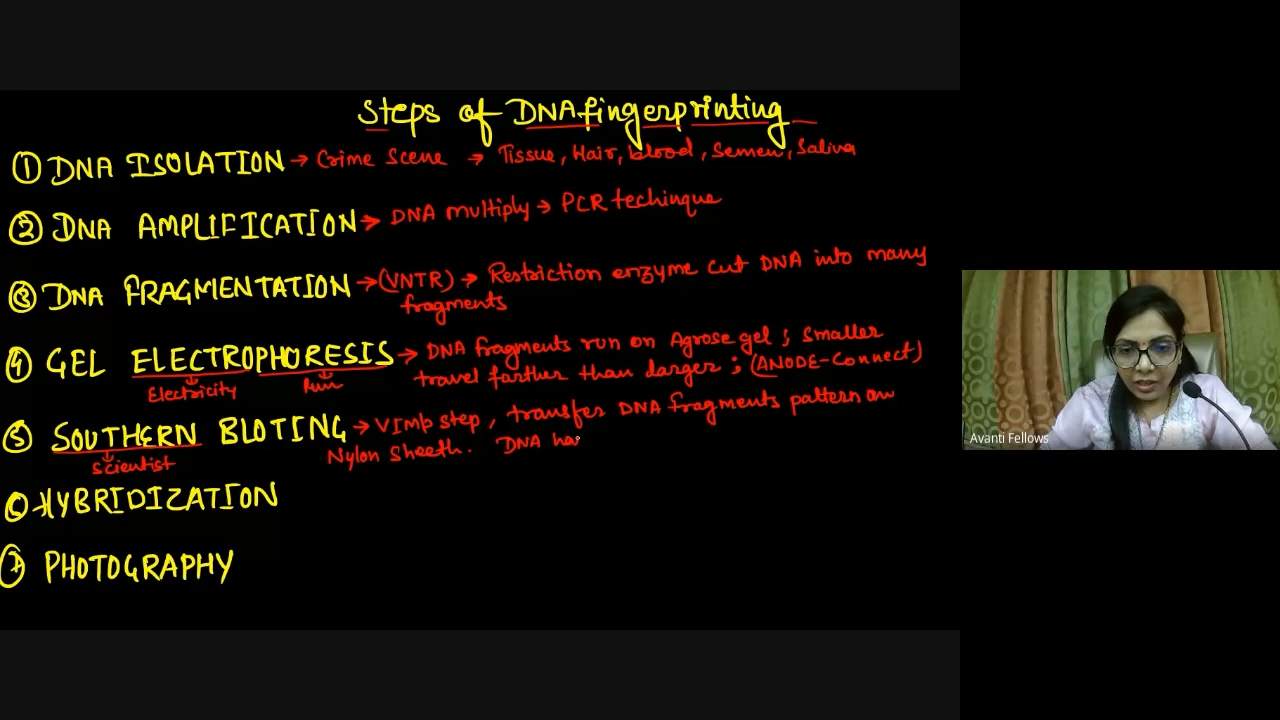 Steps of DNA fingerprinting
① DNA ISOLATION → Crime Scene → Tissue, Hair, blood, Semen, Saliva
② DNA AMPLIFICATION → DNA multiply → PCR techinque
③ DNA FRAGMENTATION → (VNTR) → Restriction enzyme cut DNA into many
fragments
④ GEL ELECTROPHORESIS → DNA fragments run on Agrose gel ; smaller
travel farther than larger ; (ANODE-Connect)
Electricity Run
⑤ SOUTHERN BLOTING → VImb step, transfer DNA fragments pattern on
Nylon Sheeth. DNA ha
Scientist
⑥ HYBRIDIZATION
⑦ PHOTOGRAPHY
Avanti Fellows